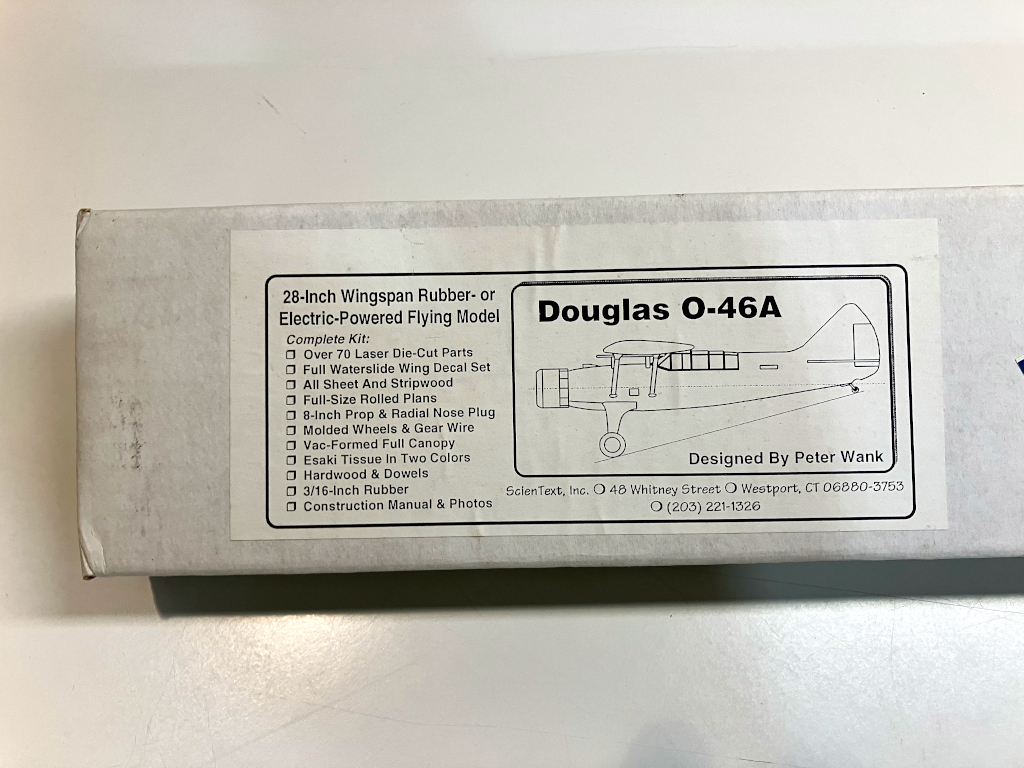 28-Inch Wingspan Rubber- or
Electric-Powered Flying Model
Complete Kit:
❒ Over 70 Laser Die-Cut Parts
❒ Full Waterslide Wing Decal Set
❒ All Sheet And Stripwood
❒ Full-Size Rolled Plans
❒ 8-Inch Prop & Radial Nose Plug
❒ Molded Wheels & Gear Wire
❒ Vac-Formed Full Canopy
❒ Esaki Tissue In Two Colors
❒ Hardwood & Dowels
❒ 3/16-Inch Rubber
❒ Construction Manual & Photos
Douglas O-46A
Designed By Peter Wank
ScienText, Inc. ❍ 48 Whitney Street ❍ Westport, CT 06880-3753
❍ (203) 221-1326